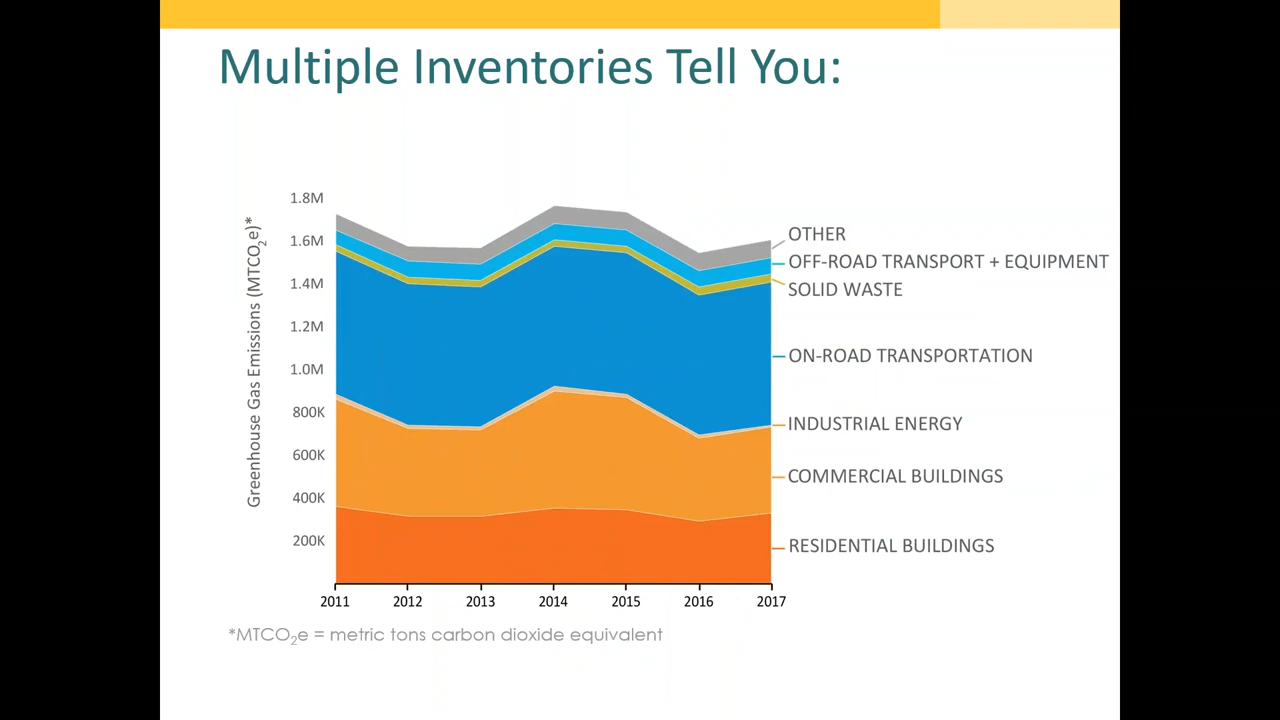 Multiple Inventories Tell You:
Greenhouse Gas Emissions (MTCO₂e)*
1.8M
1.6M
1.4M
1.2M
1.0M
800K
600K
400K
200K
OTHER
OFF-ROAD TRANSPORT + EQUIPMENT
SOLID WASTE
ON-ROAD TRANSPORTATION
INDUSTRIAL ENERGY
COMMERCIAL BUILDINGS
RESIDENTIAL BUILDINGS
2011 2012 2013 2014 2015 2016 2017
*MTCO₂e = metric tons carbon dioxide equivalent